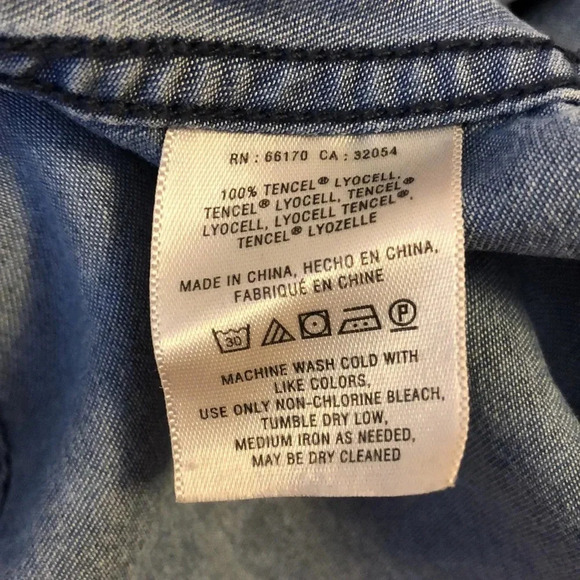 RN : 66170 CA : 32054
100% TENCEL® LYOCELL,
TENCEL® LYOCELL, TENCEL®
LYOCELL, LYOCELL TENCEL®,
TENCEL® LYOZELLE
MADE IN CHINA, HECHO EN CHINA,
FABRIQUÉ EN CHINE
30 P
MACHINE WASH COLD WITH
LIKE COLORS,
USE ONLY NON-CHLORINE BLEACH,
TUMBLE DRY LOW,
MEDIUM IRON AS NEEDED,
MAY BE DRY CLEANED